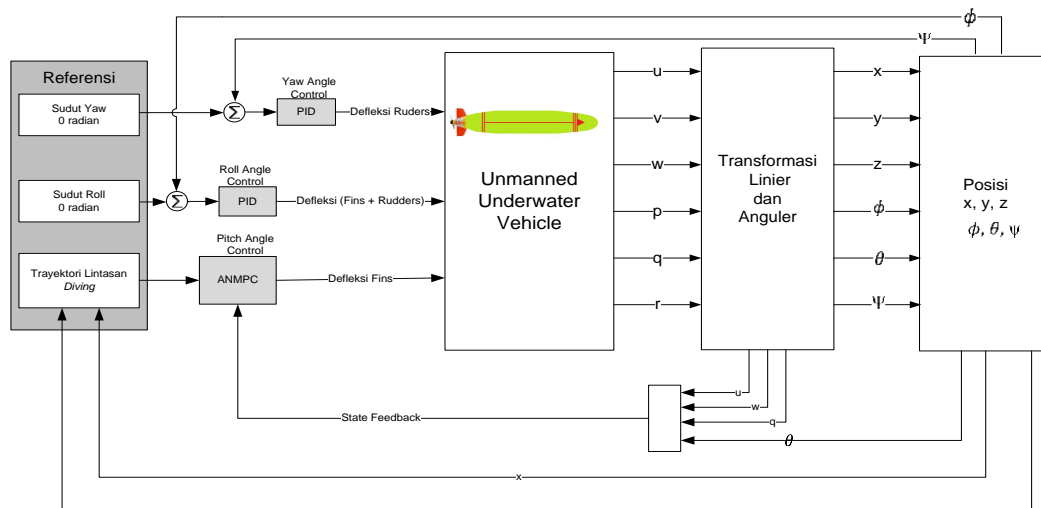 ϕ
Ψ
Referensi
Sudut Yaw
0 radian
Σ
Yaw Angle
Control
PID
Defleksi Ruders
Sudut Roll
0 radian
Σ
Roll Angle
Control
PID
Defleksi (Fins + Rudders)
Trayektori Lintasan
Diving
Pitch Angle
Control
ANMPC
Defleksi Fins
Unmanned
Underwater
Vehicle
u
v
w
p
q
r
Transformasi
Linier
dan
Anguler
x
y
z
ϕ
θ
Ψ
Posisi
x, y, z
ϕ, θ, ψ
u
w
q
θ
State Feedback
x